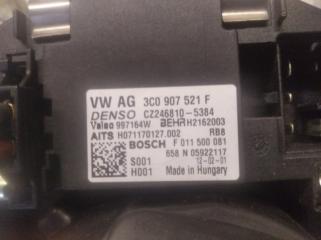 VW AG 3C0 907 521 F
DENSO CZ246810-5384
Valeo 997164W BEHR H2162003
AITS H071170127.002 RB8
BOSCH F 011 500 081
658 N 05922117
S001 12-02-01
H001 Made in Hungary